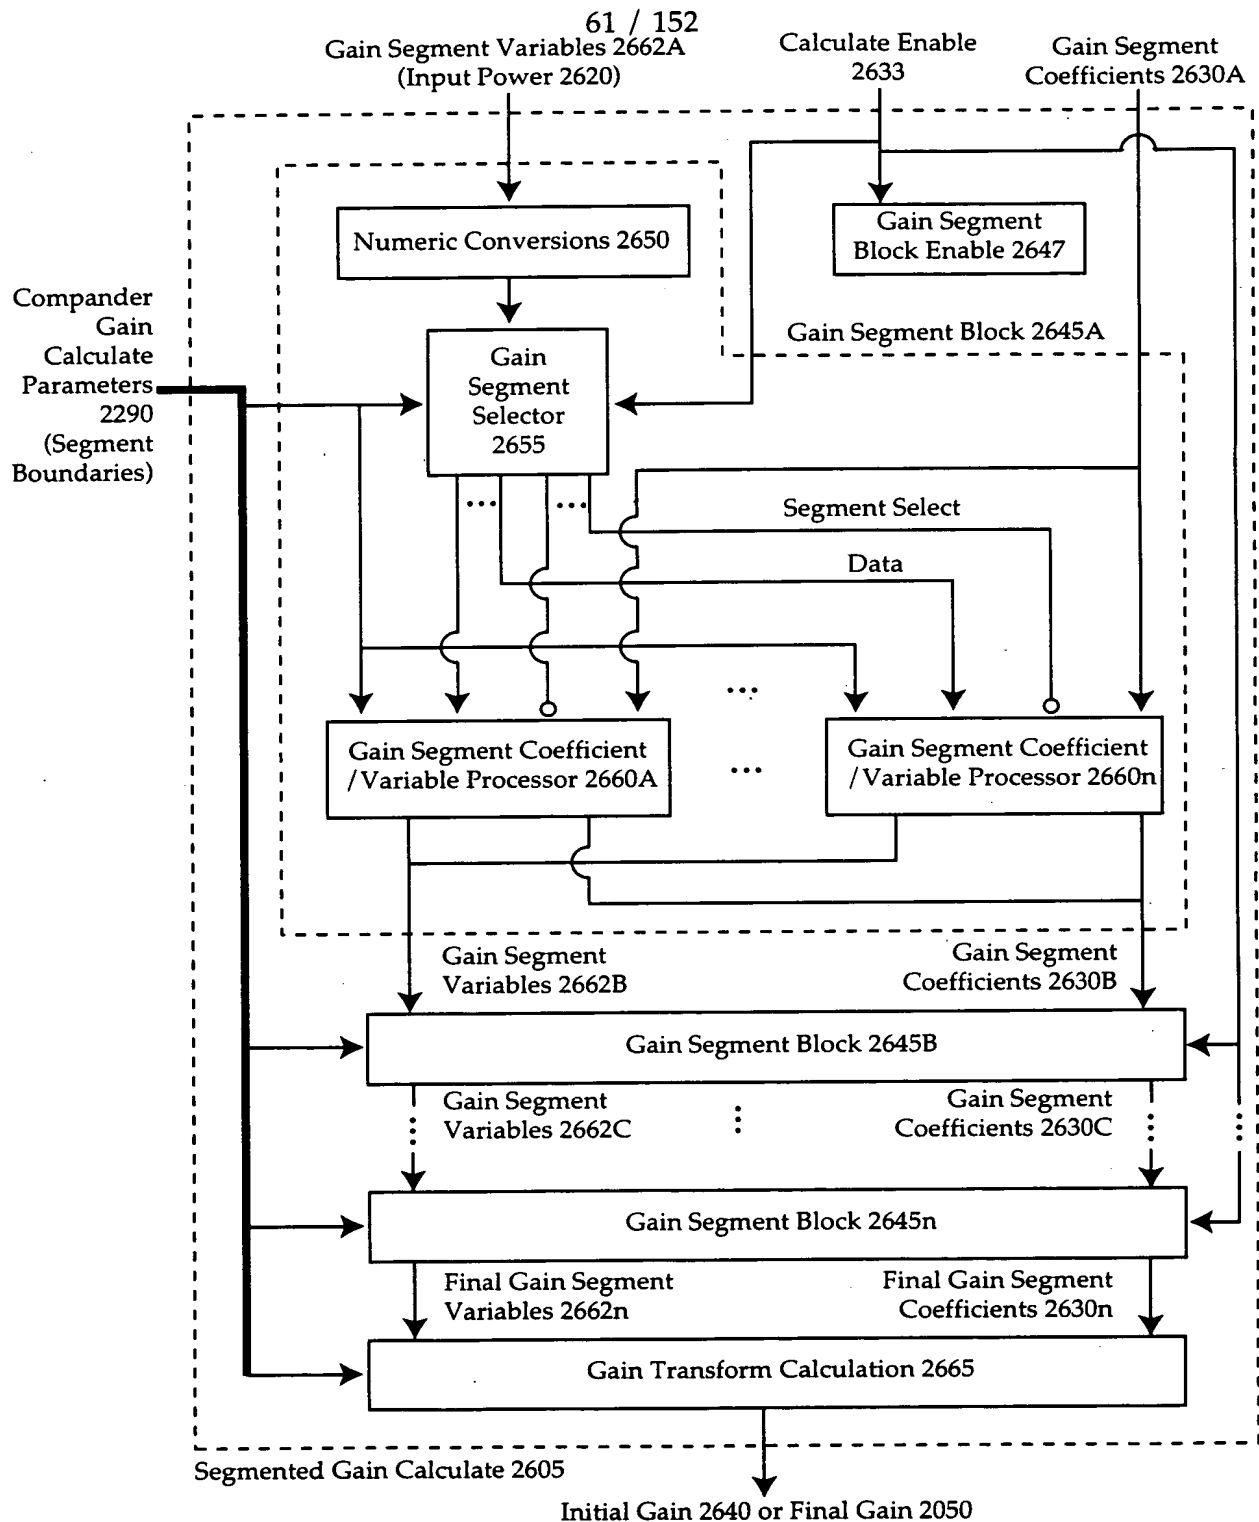 61 / 152
Gain Segment Variables 2662A
(Input Power 2620)
Calculate Enable
2633
Gain Segment
Coefficients 2630A
Numeric Conversions 2650
Gain Segment
Block Enable 2647
Compander
Gain
Calculate
Parameters
2290
(Segment
Boundaries)
Gain Segment Block 2645A
Gain
Segment
Selector
2655
Segment Select
Data
Gain Segment Coefficient
/Variable Processor 2660A
Gain Segment Coefficient
/Variable Processor 2660n
Gain Segment
Variables 2662B
Gain Segment
Coefficients 2630B
Gain Segment Block 2645B
Gain Segment
Variables 2662C
Gain Segment
Coefficients 2630C
Gain Segment Block 2645n
Final Gain Segment
Variables 2662n
Final Gain Segment
Coefficients 2630n
Gain Transform Calculation 2665
Segmented Gain Calculate 2605
Initial Gain 2640 or Final Gain 2050